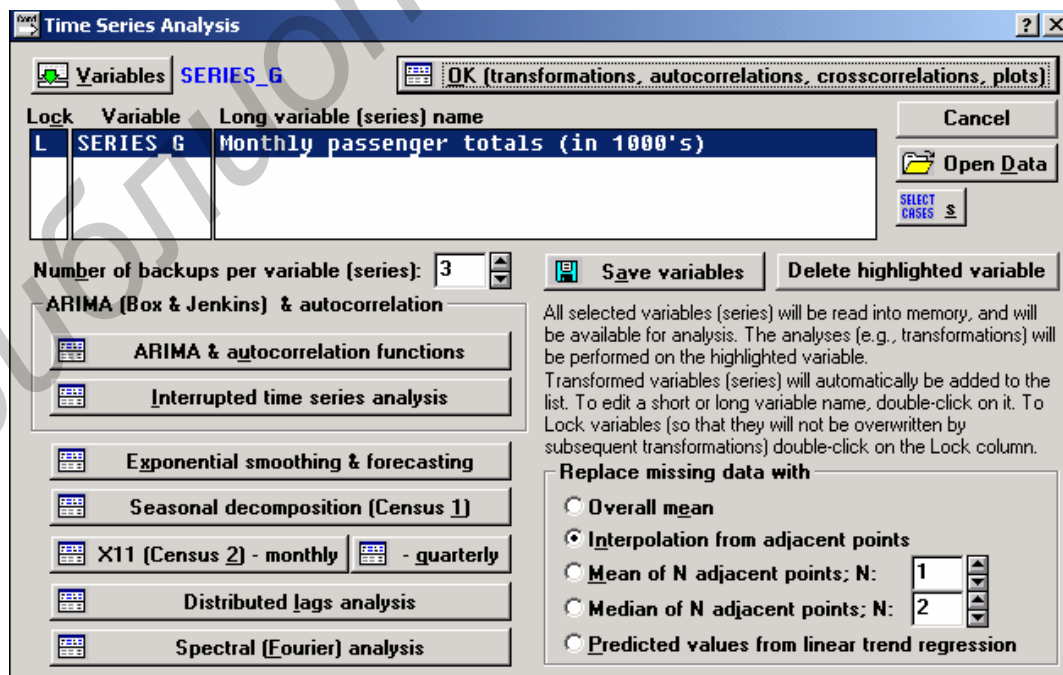 Time Series Analysis
Variables SERIES_G
OK (transformations, autocorrelations, crosscorrelations, plots)
Lock Variable Long variable (series) name
L SERIES_G Monthly passenger totals (in 1000's)
Cancel
Open Data
SELECT CASES S
Number of backups per variable (series): 3
Save variables
Delete highlighted variable
ARIMA (Box & Jenkins) & autocorrelation
ARIMA & autocorrelation functions
Interrupted time series analysis
Exponential smoothing & forecasting
Seasonal decomposition (Census 1)
X11 (Census 2) - monthly
- quarterly
Distributed lags analysis
Spectral (Fourier) analysis
All selected variables (series) will be read into memory, and will
be available for analysis. The analyses (e.g., transformations) will
be performed on the highlighted variable.
Transformed variables (series) will automatically be added to the
list. To edit a short or long variable name, double-click on it. To
Lock variables (so that they will not be overwritten by
subsequent transformations) double-click on the Lock column.
Replace missing data with
Overall mean
Interpolation from adjacent points
Mean of N adjacent points; N: 1
Median of N adjacent points; N: 2
Predicted values from linear trend regression